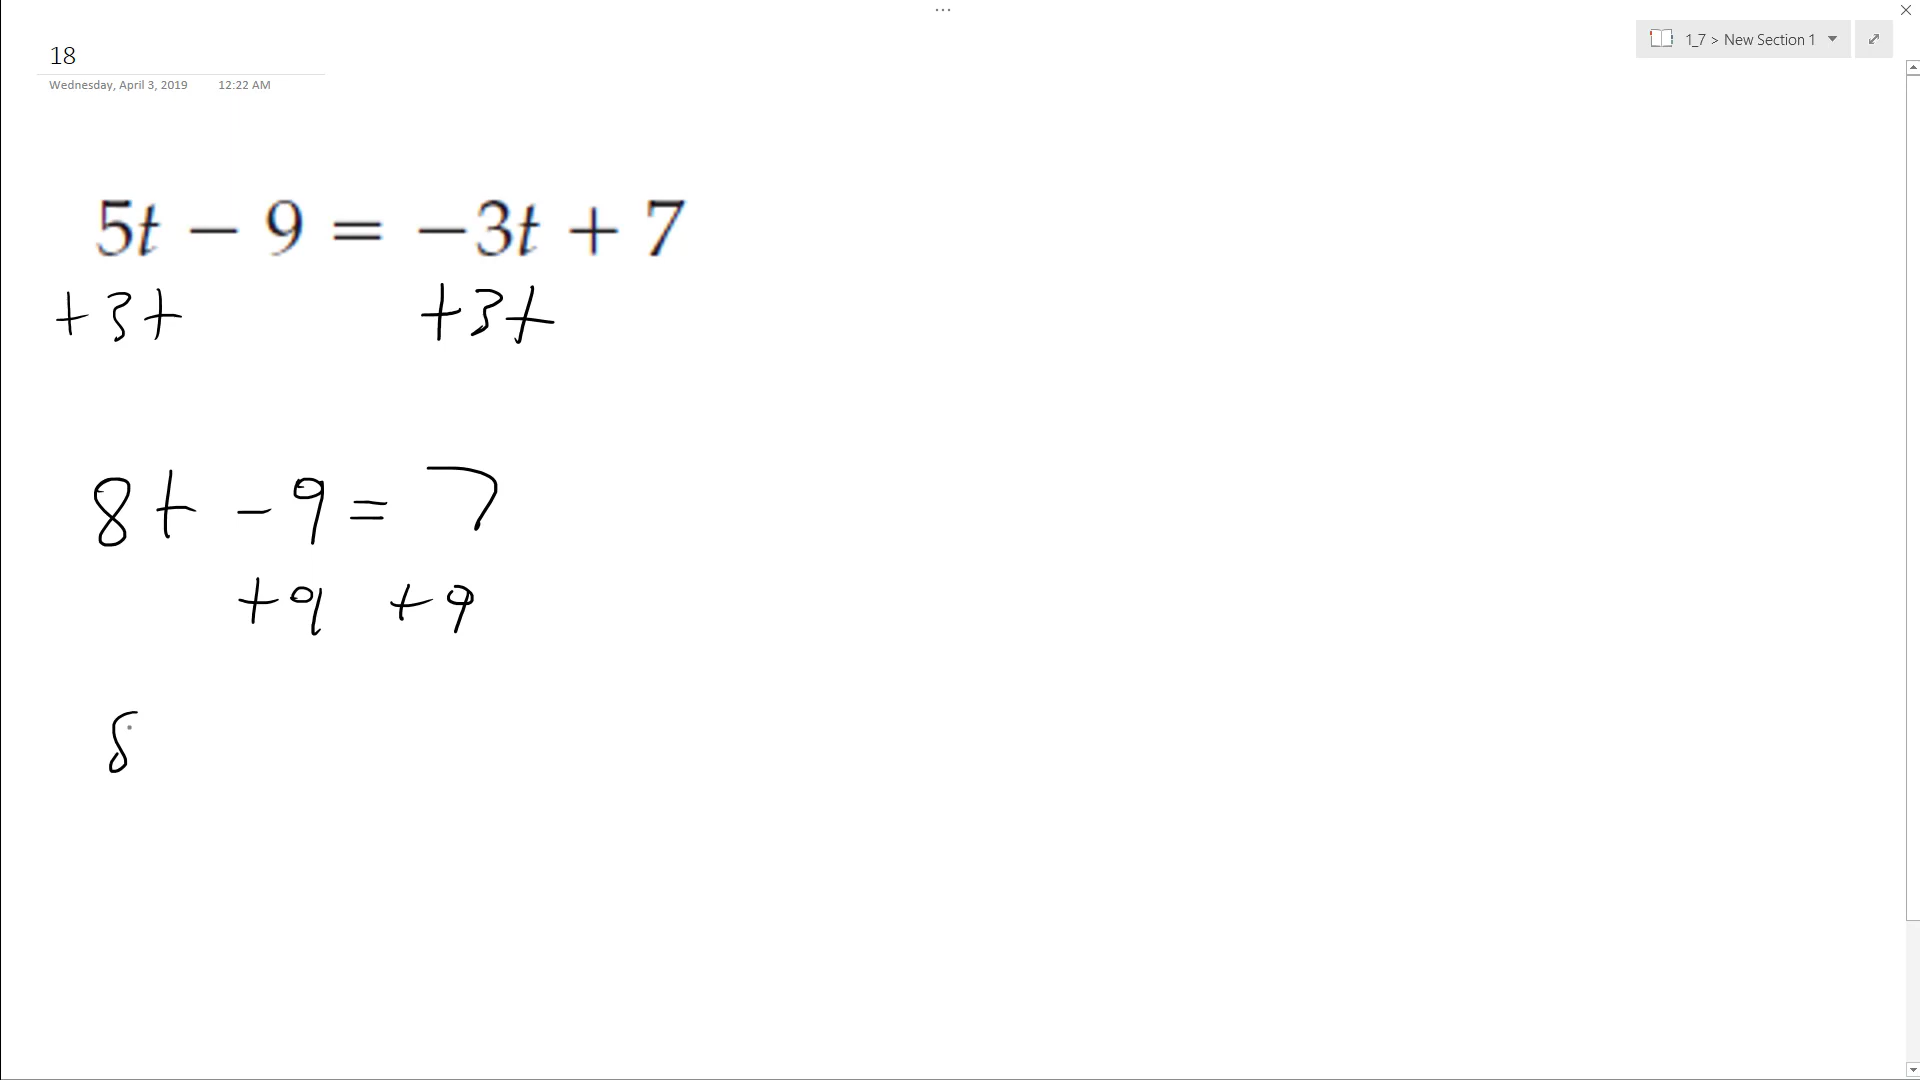 ...
1_7 > New Section 1
18
Wednesday, April 3, 2019 12:22 AM
5t − 9 = −3t + 7
+3t +3t
8t - 9 = 7
+9 +9
8